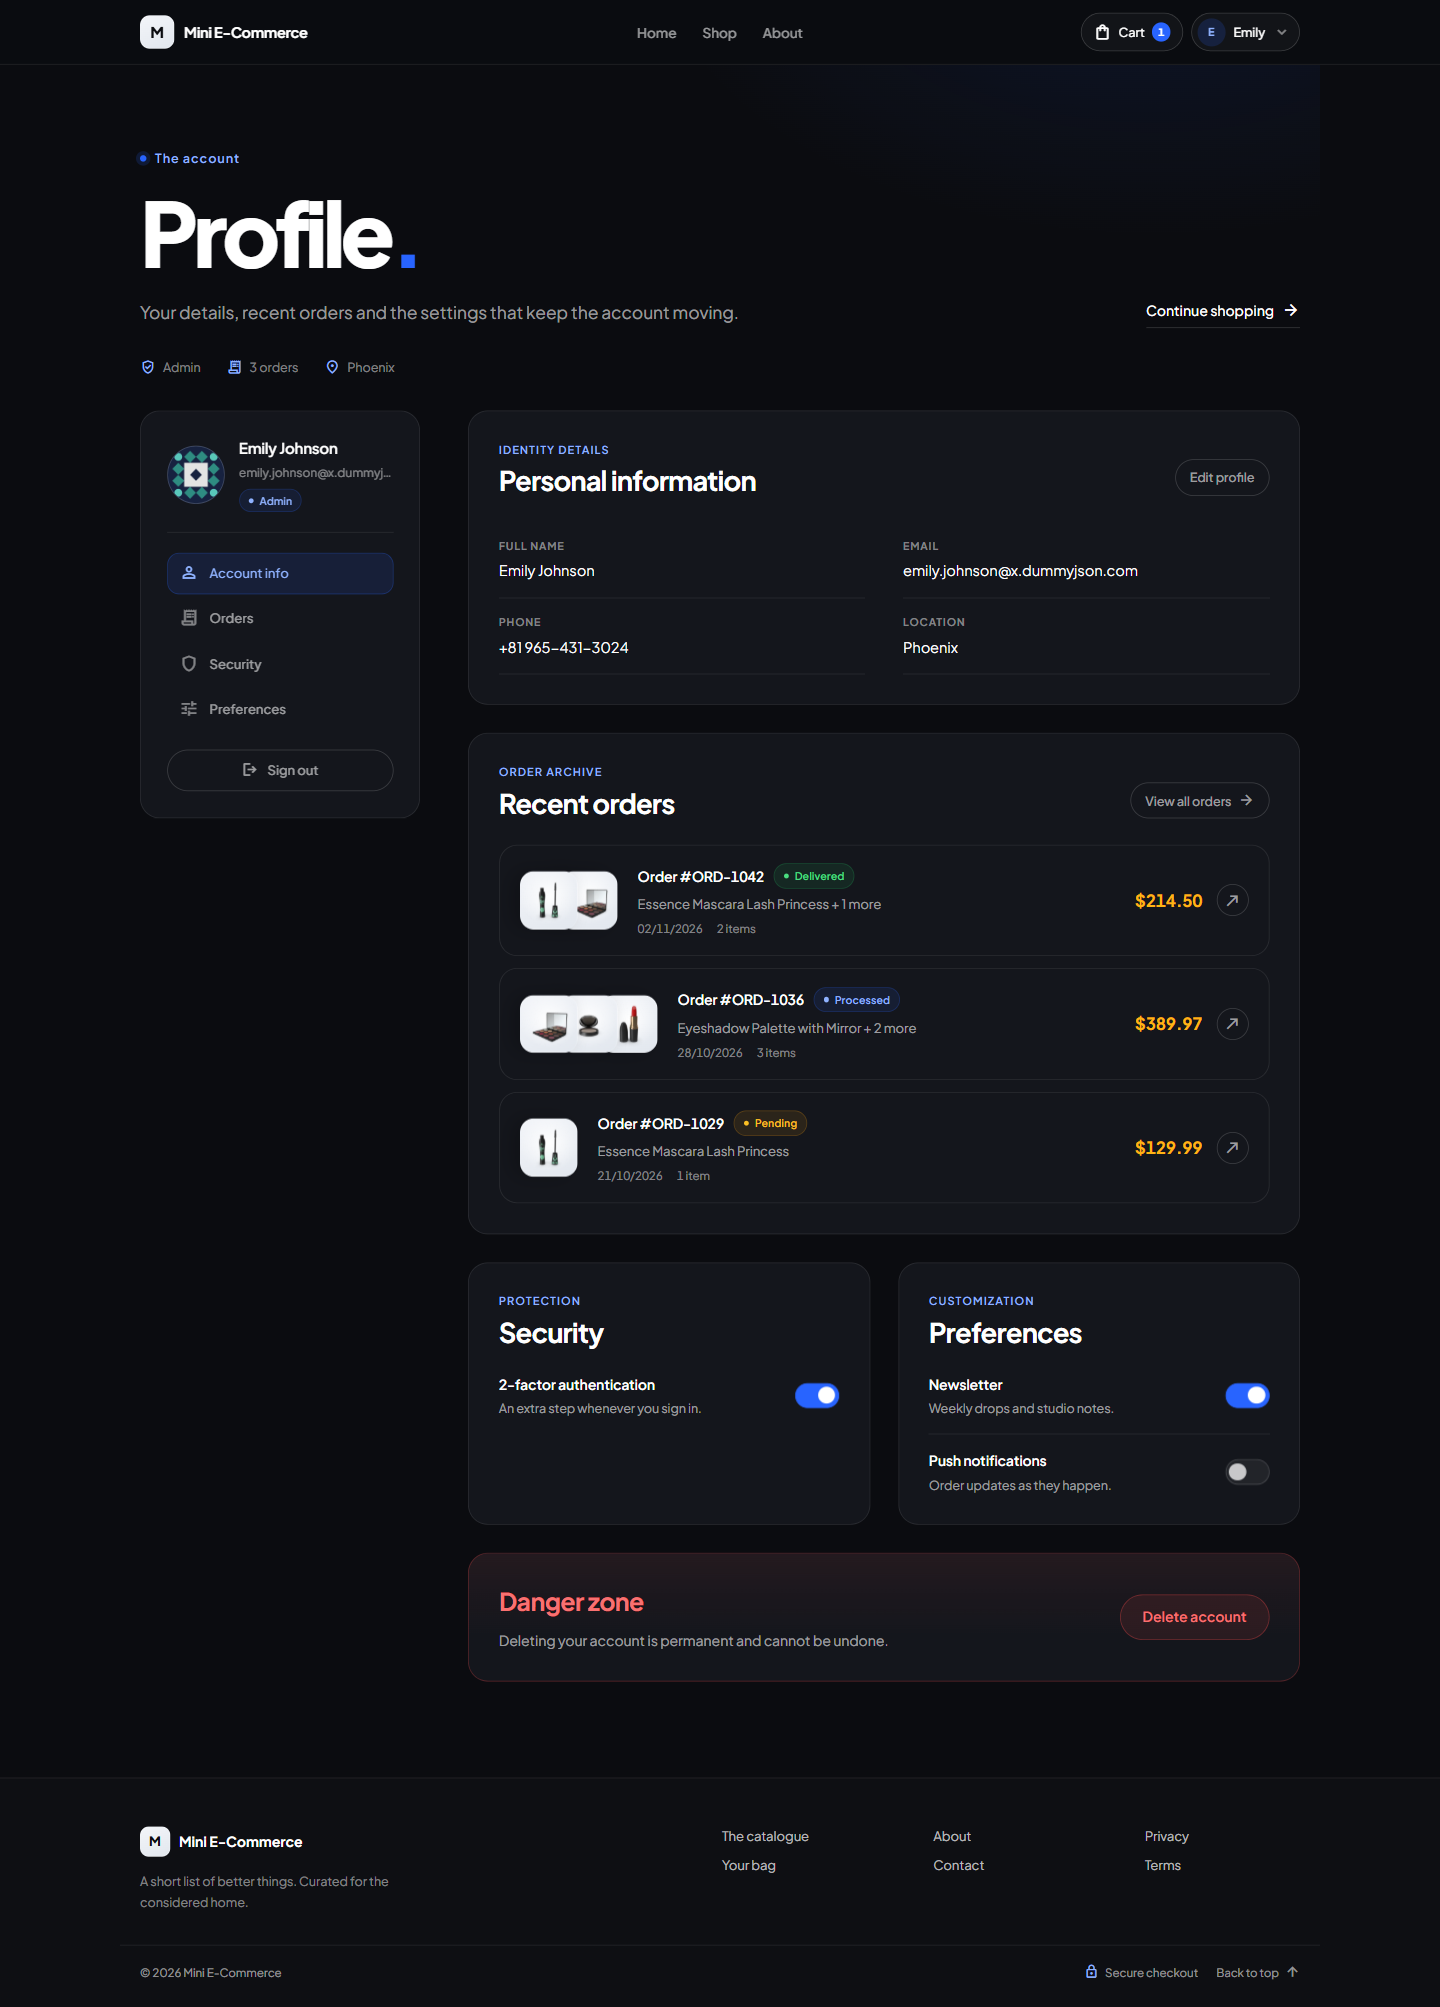 M Mini E-Commerce
Home Shop About
Cart 1
E Emily
The account
Profile.
Your details, recent orders and the settings that keep the account moving.
Continue shopping
Admin 3 orders Phoenix
Emily Johnson
emily.johnson@x.dummyj...
Admin
Account info
Orders
Security
Preferences
Sign out
IDENTITY DETAILS
Personal information
Edit profile
FULL NAME
Emily Johnson
EMAIL
emily.johnson@x.dummyjson.com
PHONE
+81 965-431-3024
LOCATION
Phoenix
ORDER ARCHIVE
Recent orders
View all orders
Order #ORD-1042 Delivered
Essence Mascara Lash Princess + 1 more
02/11/2026 2 items
$214.50
Order #ORD-1036 Processed
Eyeshadow Palette with Mirror + 2 more
28/10/2026 3 items
$389.97
Order #ORD-1029 Pending
Essence Mascara Lash Princess
21/10/2026 1 item
$129.99
PROTECTION
Security
2-factor authentication
An extra step whenever you sign in.
CUSTOMIZATION
Preferences
Newsletter
Weekly drops and studio notes.
Push notifications
Order updates as they happen.
Danger zone
Deleting your account is permanent and cannot be undone.
Delete account
M Mini E-Commerce
A short list of better things. Curated for the
considered home.
The catalogue
Your bag
About
Contact
Privacy
Terms
© 2026 Mini E-Commerce
Secure checkout
Back to top